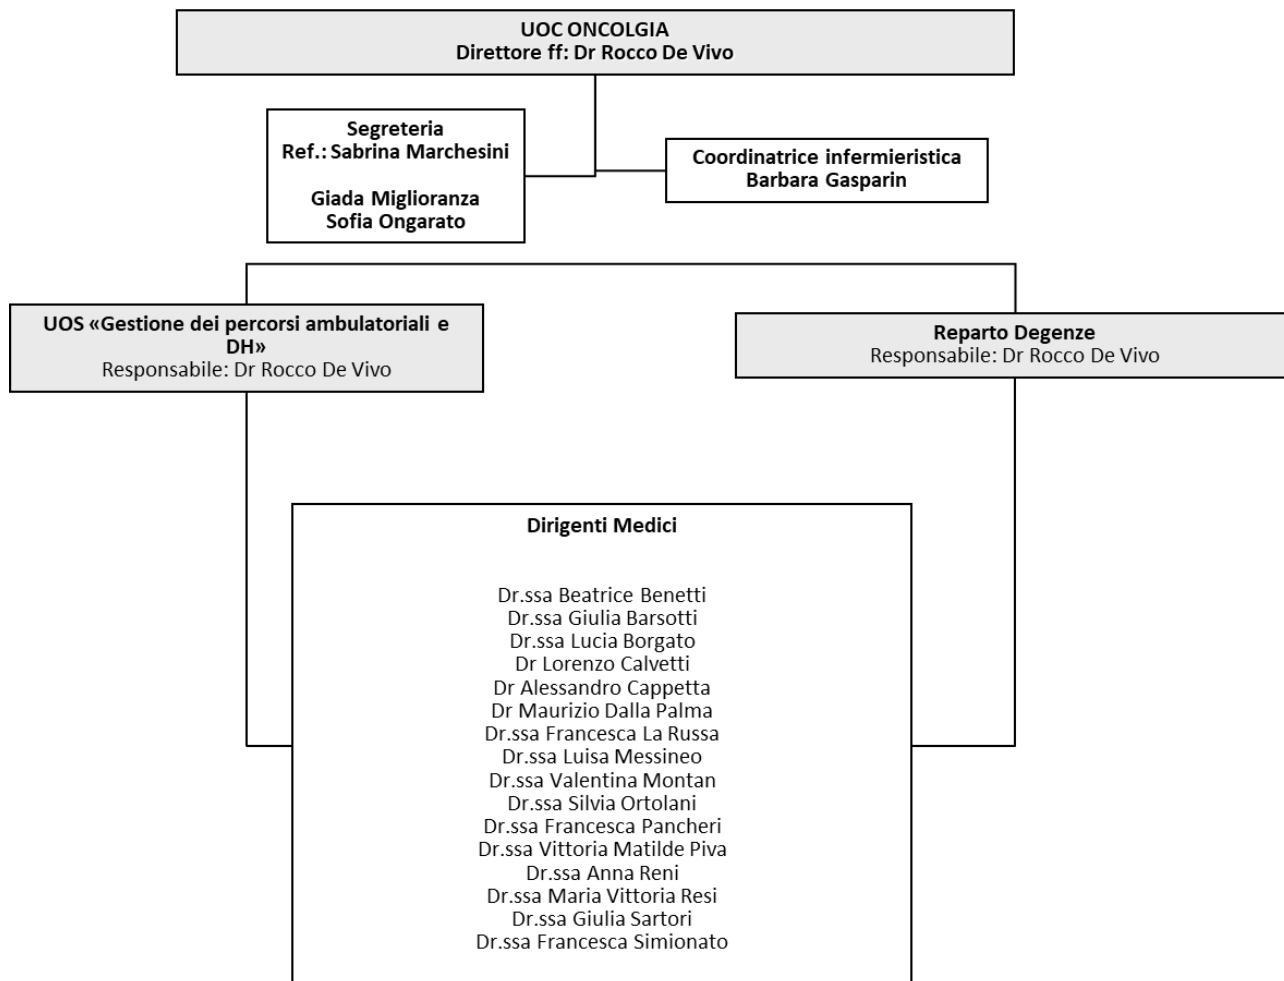 UOC ONCOLGIA
Direttore ff: Dr Rocco De Vivo
Segreteria
Ref.: Sabrina Marchesini
Giada Miglioranza
Sofia Ongarato
Coordinatrice infermieristica
Barbara Gasparin
UOS «Gestione dei percorsi ambulatoriali e
DH»
Responsabile: Dr Rocco De Vivo
Reparto Degenze
Responsabile: Dr Rocco De Vivo
Dirigenti Medici
Dr.ssa Beatrice Benetti
Dr.ssa Giulia Barsotti
Dr.ssa Lucia Borgato
Dr Lorenzo Calvetti
Dr Alessandro Cappetta
Dr Maurizio Dalla Palma
Dr.ssa Francesca La Russa
Dr.ssa Luisa Messineo
Dr.ssa Valentina Montan
Dr.ssa Silvia Ortolani
Dr.ssa Francesca Pancheri
Dr.ssa Vittoria Matilde Piva
Dr.ssa Anna Reni
Dr.ssa Maria Vittoria Resi
Dr.ssa Giulia Sartori
Dr.ssa Francesca Simionato